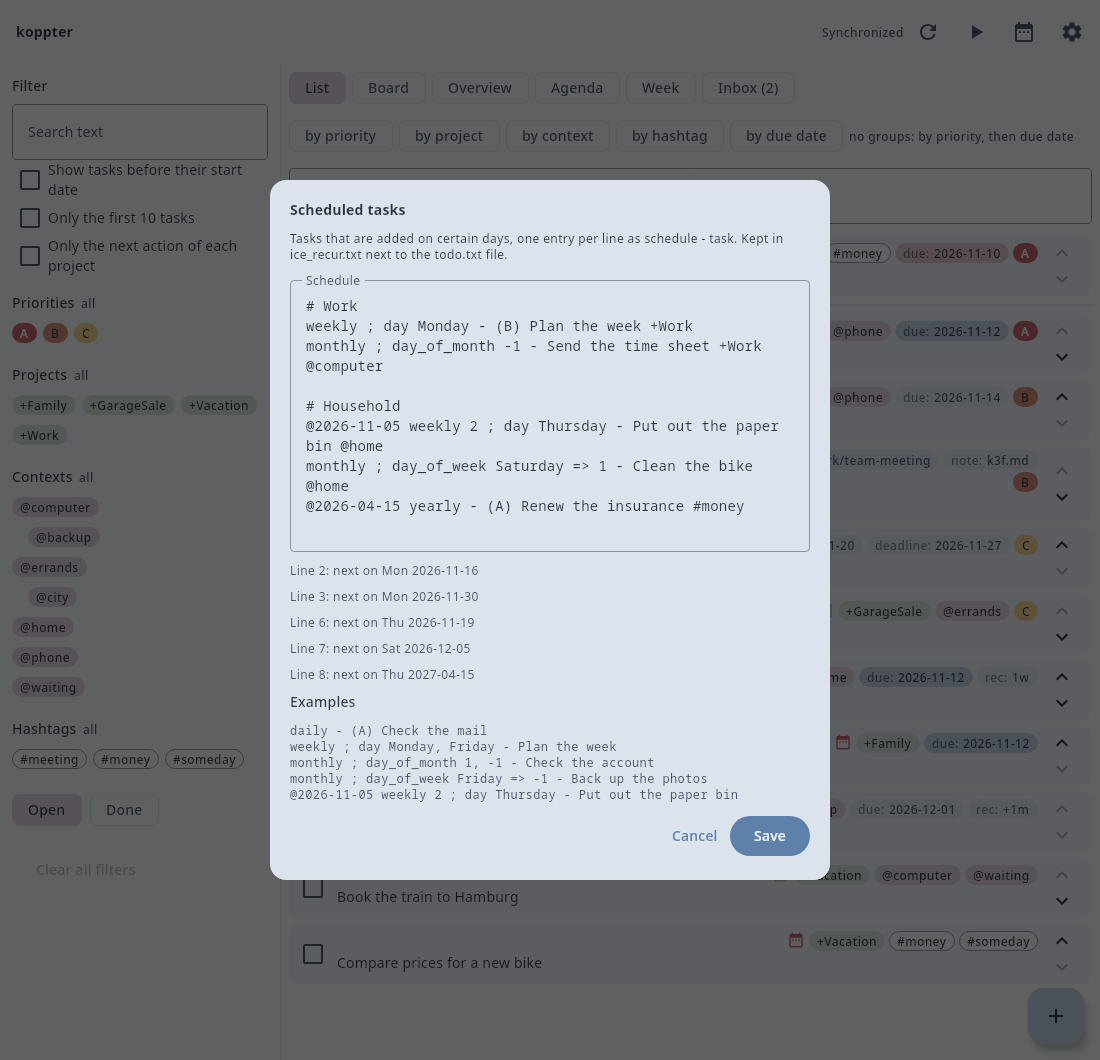 koppter
Synchronized
Filter
Search text
Show tasks before their start
date
Only the first 10 tasks
Only the next action of each
project
Priorities all
A B C
Projects all
+Family +GarageSale +Vacation
+Work
Contexts all
@computer
@backup
@errands
@city
@home
@phone
@waiting
Hashtags all
#meeting #money #someday
Open Done
Clear all filters
List Board Overview Agenda Week Inbox (2)
by priority by project by context by hashtag by due date no groups: by priority, then due date
Scheduled tasks
Tasks that are added on certain days, one entry per line as schedule - task. Kept in
ice_recur.txt next to the todo.txt file.
Schedule
# Work
weekly ; day Monday - (B) Plan the week +Work
monthly ; day_of_month -1 - Send the time sheet +Work
@computer
# Household
@2026-11-05 weekly 2 ; day Thursday - Put out the paper
bin @home
monthly ; day_of_week Saturday => 1 - Clean the bike
@home
@2026-04-15 yearly - (A) Renew the insurance #money
Line 2: next on Mon 2026-11-16
Line 3: next on Mon 2026-11-30
Line 6: next on Thu 2026-11-19
Line 7: next on Sat 2026-12-05
Line 8: next on Thu 2027-04-15
Examples
daily - (A) Check the mail
weekly ; day Monday, Friday - Plan the week
monthly ; day_of_month 1, -1 - Check the account
monthly ; day_of_week Friday => -1 - Back up the photos
@2026-11-05 weekly 2 ; day Thursday - Put out the paper bin
Cancel Save
#money due: 2026-11-10 A
@phone due: 2026-11-12 A
@phone due: 2026-11-14 B
/team-meeting note: k3f.md
B
1-20 deadline: 2026-11-27 C
+GarageSale @errands C
me due: 2026-11-12 rec: 1w
+Family due: 2026-11-12
p due: 2026-12-01 rec: +1m
cation @computer @waiting
Book the train to Hamburg
+Vacation #money #someday
Compare prices for a new bike